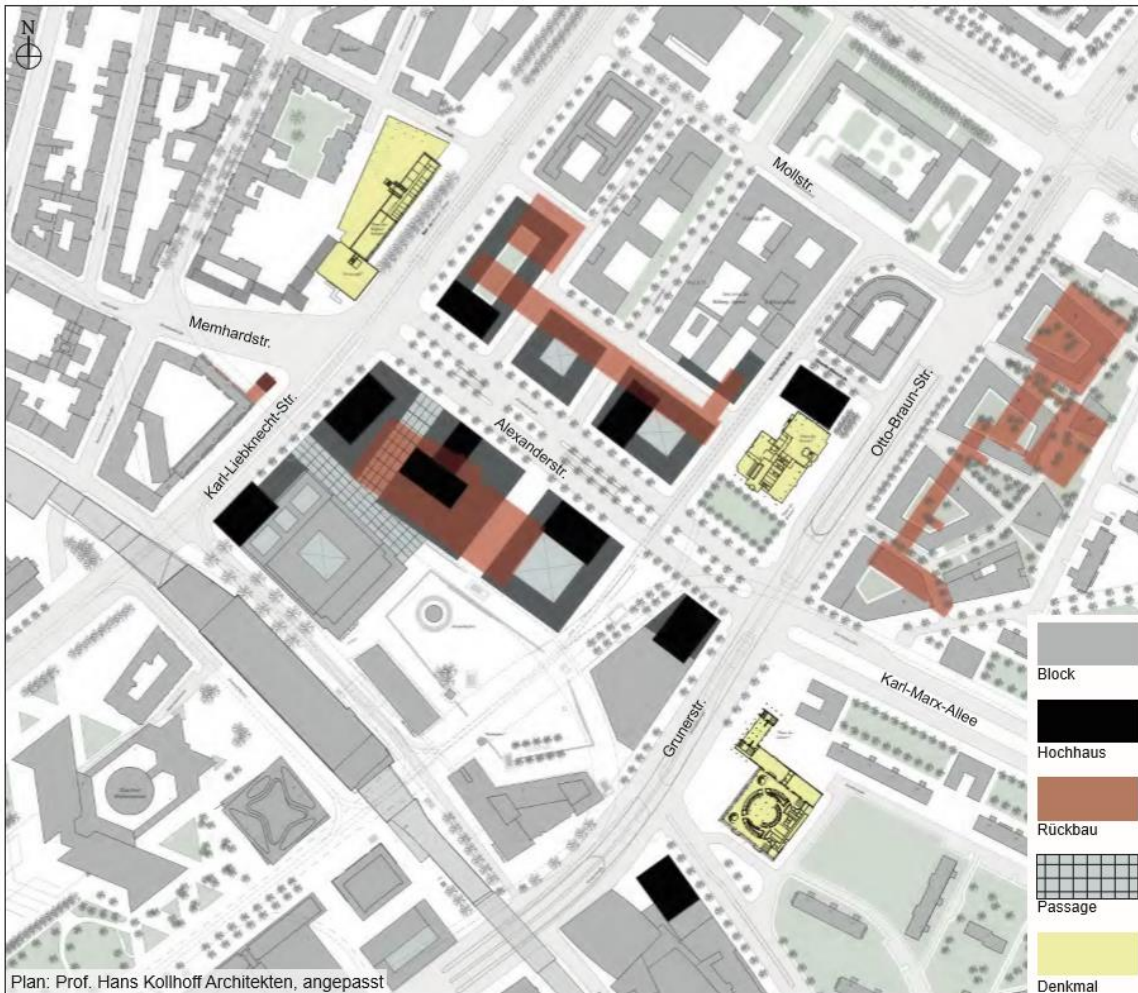 N
Mollstr.
Memhardstr.
Karl-Liebknecht-Str.
Alexanderstr.
Otto-Braun-Str.
Grunerstr.
Karl-Marx-Allee
Block
Hochhaus
Rückbau
Passage
Denkmal
Plan: Prof. Hans Kollhoff Architekten, angepasst